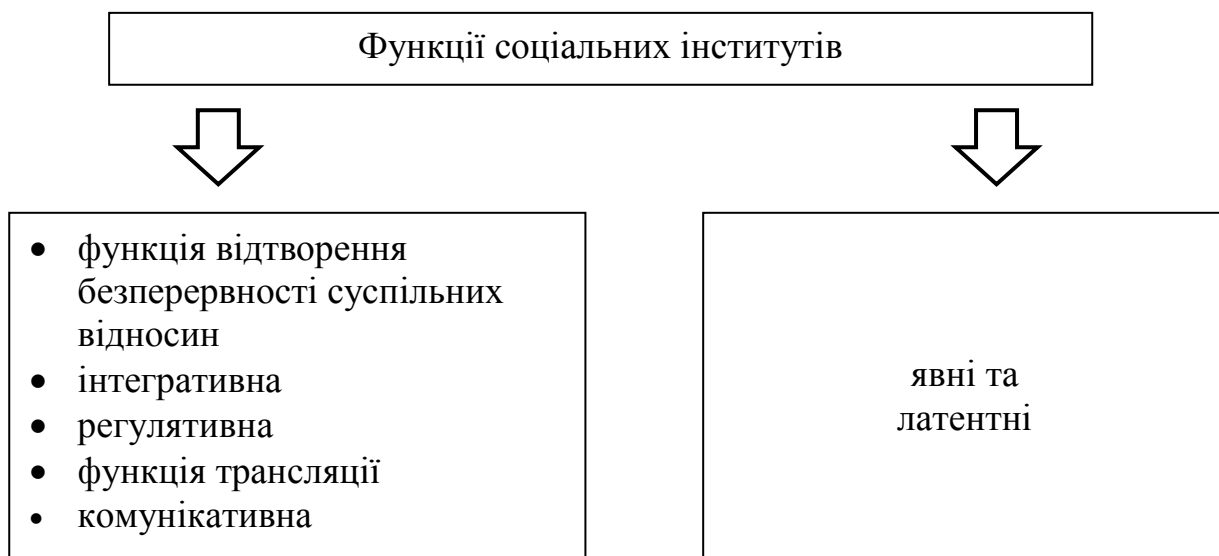 Функції соціальних інститутів
• функція відтворення
безперервності суспільних
відносин
• інтегративна
• регулятивна
• функція трансляції
• комунікативна
явні та
латентні